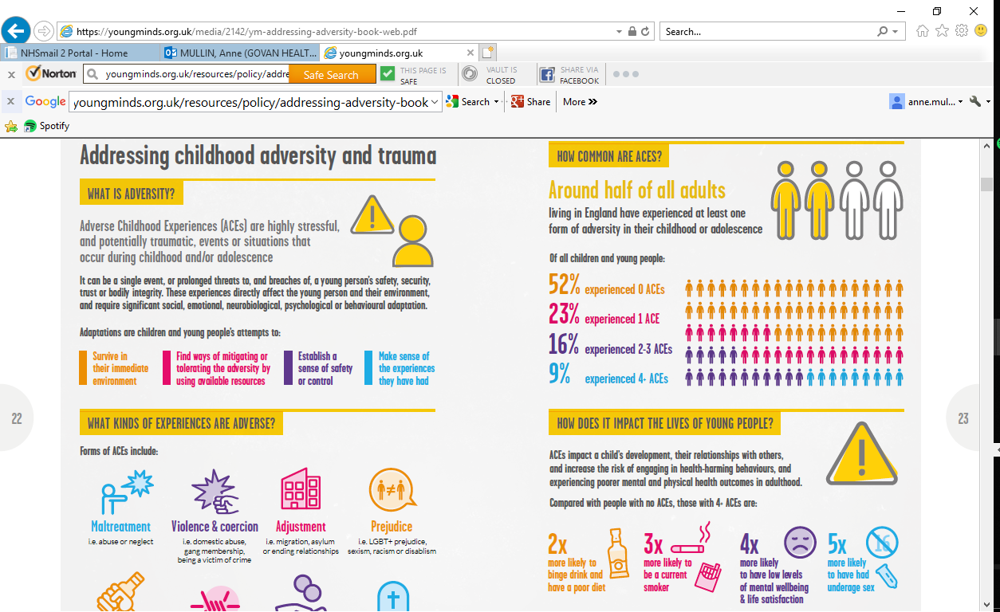 https://youngminds.org.uk/media/2142/ym-addressing-adversity-book-web.pdf
Search...
NHSmail 2 Portal - Home
MULLIN, Anne (GOVAN HEALT...
youngminds.org.uk
x
Norton
youngminds.org.uk/resources/policy/addre
Safe Search
THIS PAGE IS
SAFE
VAULT IS
CLOSED
SHARE VIA
FACEBOOK
x
Google
youngminds.org.uk/resources/policy/addressing-adversity-book
Search
Share
More
anne.mul...
Spotify
Addressing childhood adversity and trauma
WHAT IS ADVERSITY?
Adverse Childhood Experiences (ACEs) are highly stressful,
and potentially traumatic, events or situations that
occur during childhood and/or adolescence
It can be a single event, or prolonged threats to, and breaches of, a young person's safety, security,
trust or bodily integrity. These experiences directly affect the young person and their environment,
and require significant social, emotional, neurobiological, psychological or behavioural adaptation.
Adaptations are children and young people's attempts to:
Survive in
their immediate
environment
Find ways of mitigating or
tolerating the adversity by
using available resources
Establish a
sense of safety
or control
Make sense of
the experiences
they have had
22
WHAT KINDS OF EXPERIENCES ARE ADVERSE?
Forms of ACEs include:
Maltreatment
i.e. abuse or neglect
Violence & coercion
i.e. domestic abuse,
gang membership,
being a victim of crime
Adjustment
i.e. migration, asylum
or ending relationships
Prejudice
i.e. LGBT+ prejudice,
sexism, racism or disablism
HOW COMMON ARE ACES?
Around half of all adults
living in England have experienced at least one
form of adversity in their childhood or adolescence
Of all children and young people:
52% experienced 0 ACEs
23% experienced 1 ACE
16% experienced 2-3 ACEs
9% experienced 4+ ACEs
23
HOW DOES IT IMPACT THE LIVES OF YOUNG PEOPLE?
ACEs impact a child's development, their relationships with others,
and increase the risk of engaging in health-harming behaviours, and
experiencing poorer mental and physical health outcomes in adulthood.
Compared with people with no ACEs, those with 4+ ACEs are:
2x
more likely to
binge drink and
have a poor diet
3x
more likely to
be a current
smoker
4x
more likely
to have low levels
of mental wellbeing
& life satisfaction
5x
more likely
to have had
underage sex
16